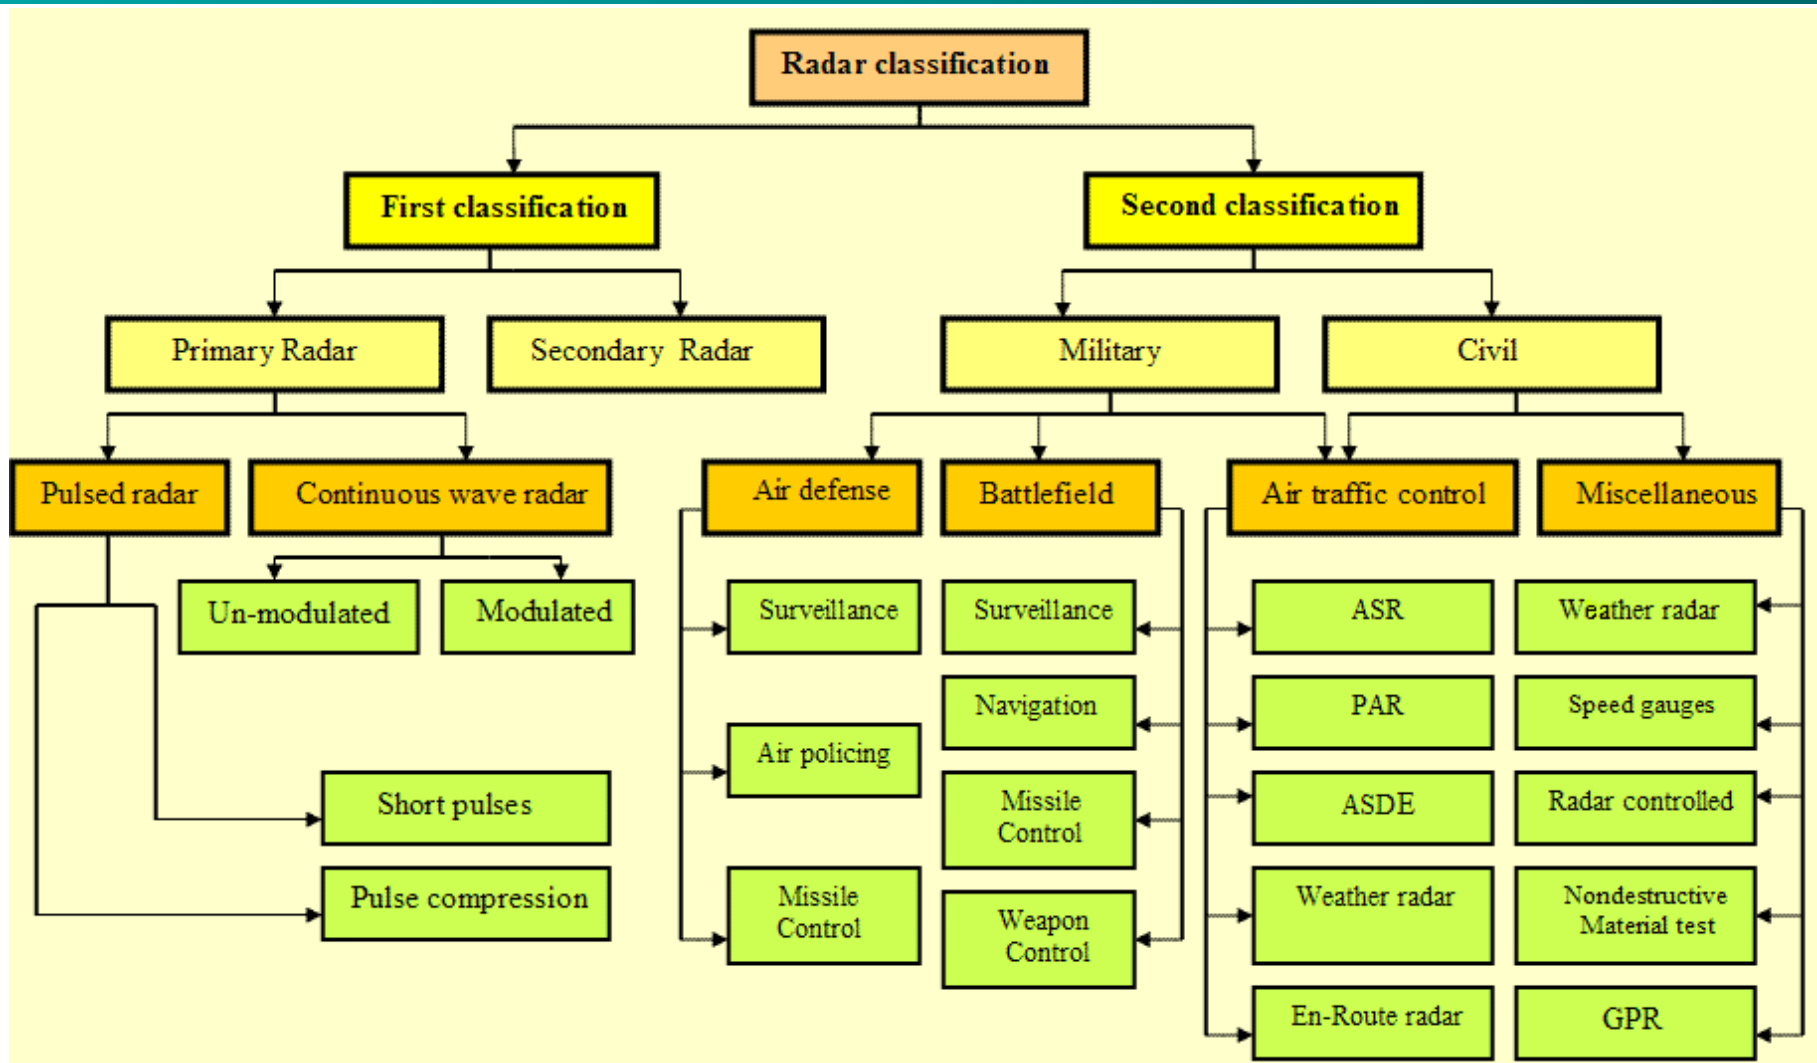 Radar classification
First classification
Second classification
Primary Radar
Secondary Radar
Military
Civil
Pulsed radar
Continuous wave radar
Air defense
Battlefield
Air traffic control
Miscellaneous
Un-modulated
Modulated
Short pulses
Pulse compression
Surveillance
Air policing
Missile
Control
Surveillance
Navigation
Missile
Control
Weapon
Control
ASR
PAR
ASDE
Weather radar
En-Route radar
Weather radar
Speed gauges
Radar controlled
Nondestructive
Material test
GPR